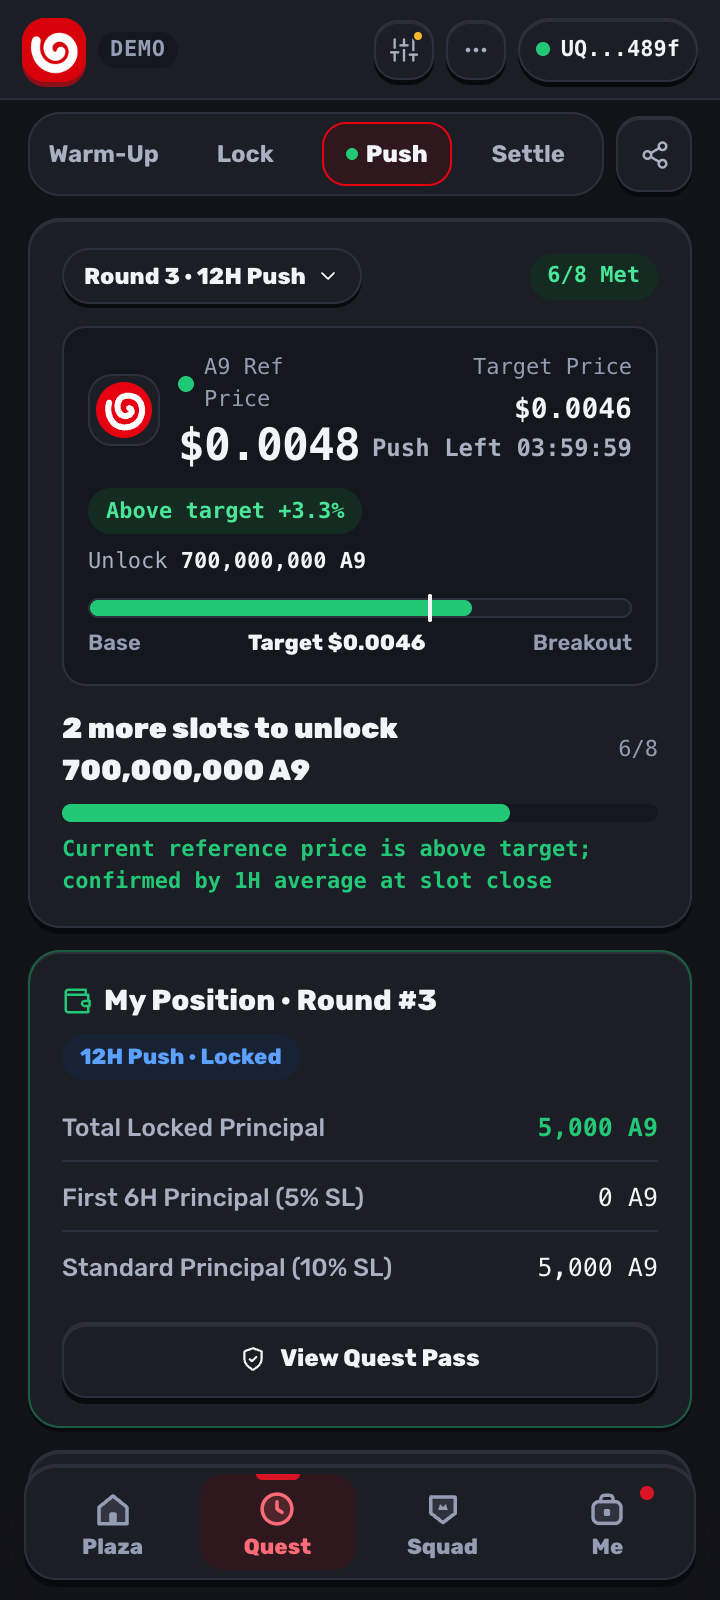 DEMO
UQ...489f
Warm-Up
Lock
Push
Settle
Round 3 • 12H Push
6/8 Met
A9 Ref
Price
$0.0048
Target Price
$0.0046
Push Left 03:59:59
Above target +3.3%
Unlock 700,000,000 A9
Base
Target $0.0046
Breakout
2 more slots to unlock
700,000,000 A9
6/8
Current reference price is above target;
confirmed by 1H average at slot close
My Position • Round #3
12H Push • Locked
Total Locked Principal
5,000 A9
First 6H Principal (5% SL)
0 A9
Standard Principal (10% SL)
5,000 A9
View Quest Pass
Plaza
Quest
Squad
Me